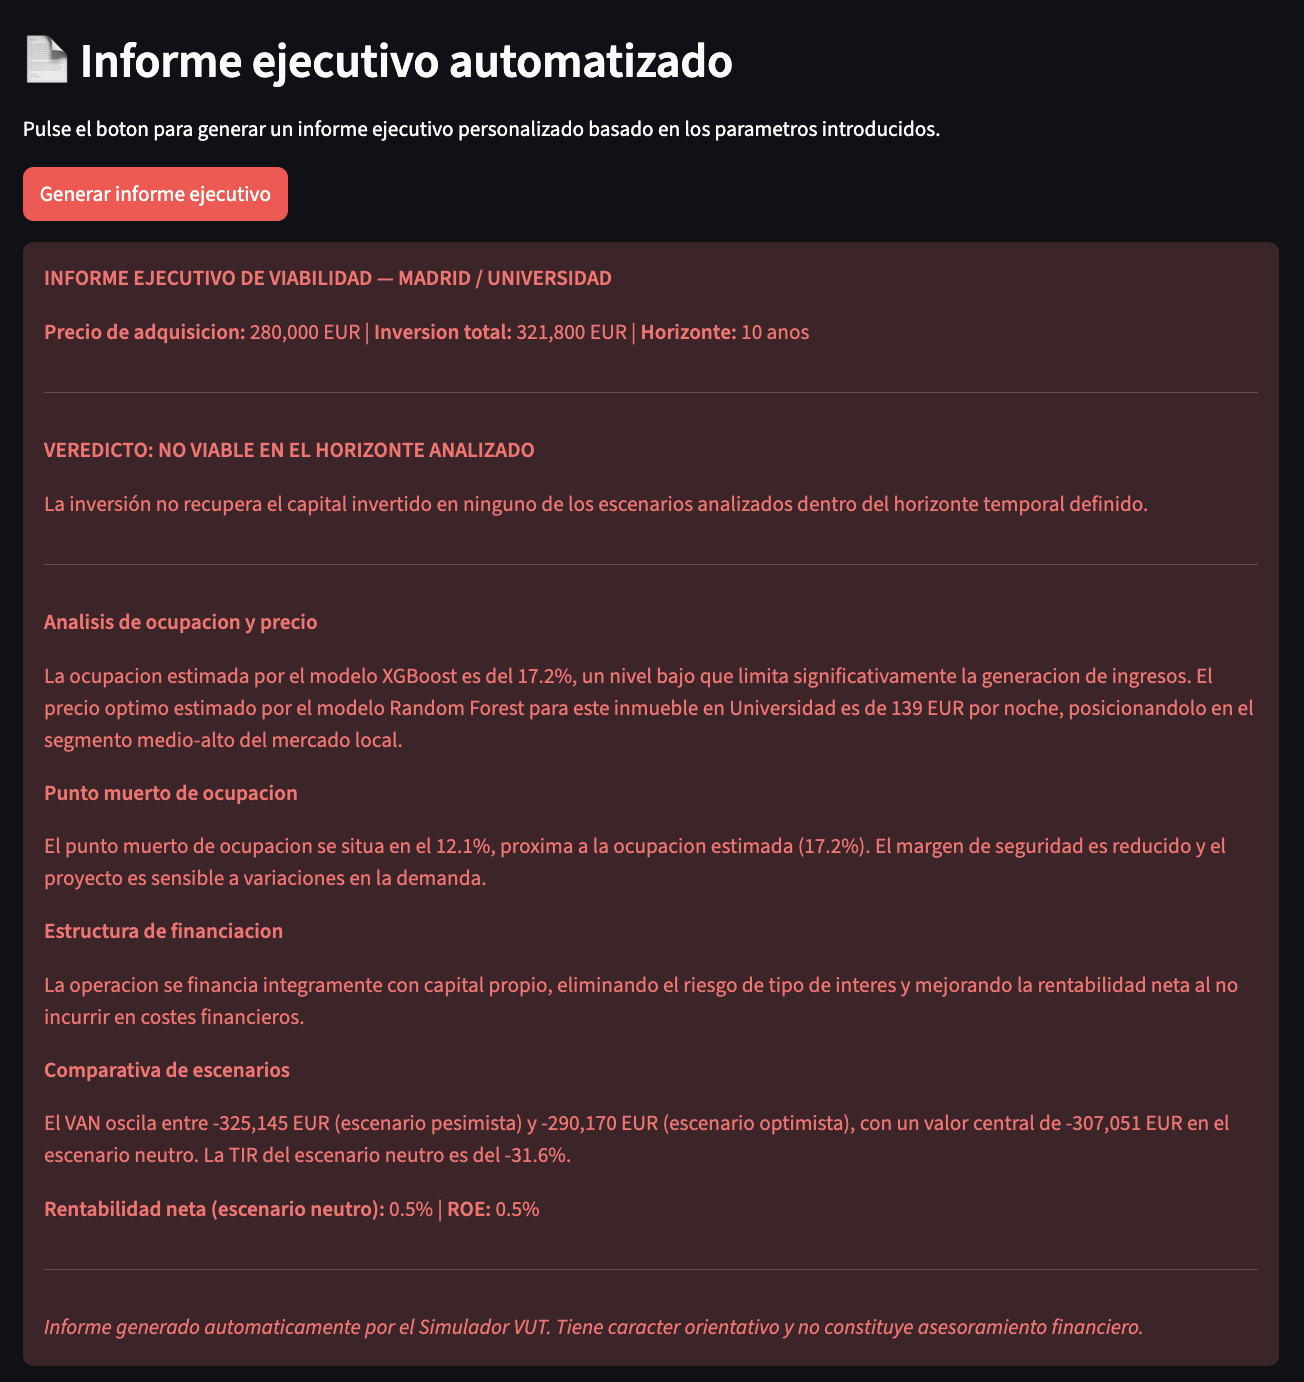 Informe ejecutivo automatizado
Pulse el boton para generar un informe ejecutivo personalizado basado en los parametros introducidos.
Generar informe ejecutivo
INFORME EJECUTIVO DE VIABILIDAD — MADRID / UNIVERSIDAD
Precio de adquisicion: 280,000 EUR | Inversion total: 321,800 EUR | Horizonte: 10 anos
VEREDICTO: NO VIABLE EN EL HORIZONTE ANALIZADO
La inversión no recupera el capital invertido en ninguno de los escenarios analizados dentro del horizonte temporal definido.
Analisis de ocupacion y precio
La ocupacion estimada por el modelo XGBoost es del 17.2%, un nivel bajo que limita significativamente la generacion de ingresos. El
precio optimo estimado por el modelo Random Forest para este inmueble en Universidad es de 139 EUR por noche, posicionandolo en el
segmento medio-alto del mercado local.
Punto muerto de ocupacion
El punto muerto de ocupacion se situa en el 12.1%, proxima a la ocupacion estimada (17.2%). El margen de seguridad es reducido y el
proyecto es sensible a variaciones en la demanda.
Estructura de financiacion
La operacion se financia integramente con capital propio, eliminando el riesgo de tipo de interes y mejorando la rentabilidad neta al no
incurrir en costes financieros.
Comparativa de escenarios
El VAN oscila entre -325,145 EUR (escenario pesimista) y -290,170 EUR (escenario optimista), con un valor central de -307,051 EUR en el
escenario neutro. La TIR del escenario neutro es del -31.6%.
Rentabilidad neta (escenario neutro): 0.5% | ROE: 0.5%
Informe generado automaticamente por el Simulador VUT. Tiene caracter orientativo y no constituye asesoramiento financiero.